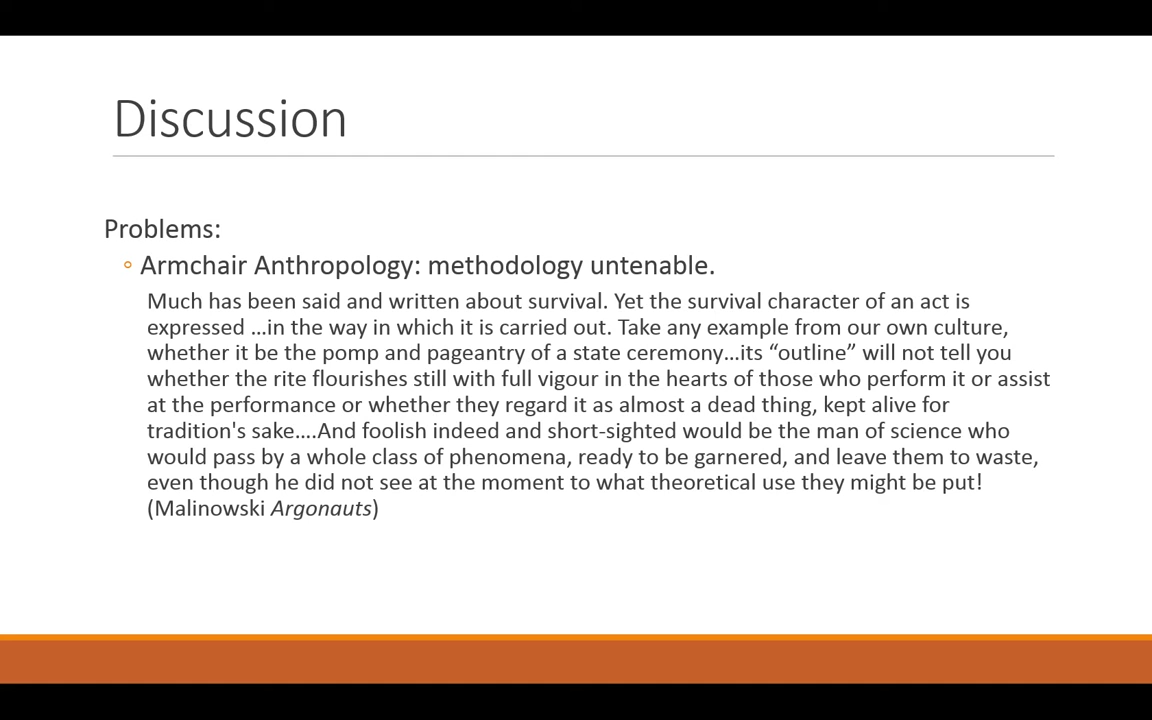 Discussion
Problems:
◦ Armchair Anthropology: methodology untenable.
Much has been said and written about survival. Yet the survival character of an act is
expressed …in the way in which it is carried out. Take any example from our own culture,
whether it be the pomp and pageantry of a state ceremony…its “outline” will not tell you
whether the rite flourishes still with full vigour in the hearts of those who perform it or assist
at the performance or whether they regard it as almost a dead thing, kept alive for
tradition's sake….And foolish indeed and short-sighted would be the man of science who
would pass by a whole class of phenomena, ready to be garnered, and leave them to waste,
even though he did not see at the moment to what theoretical use they might be put!
(Malinowski Argonauts)